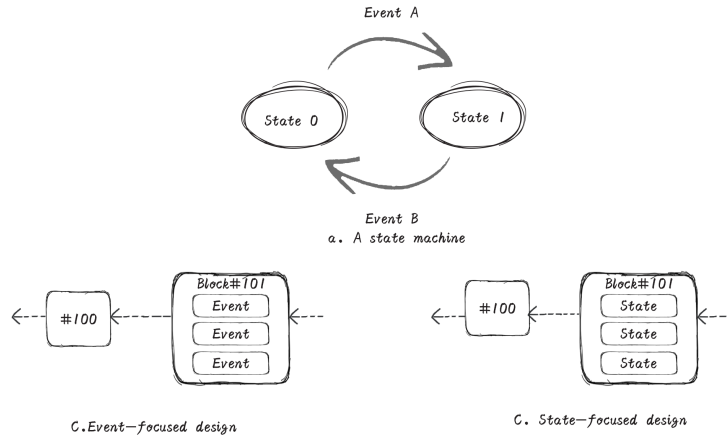 Event A
State 0
State 1
Event B
a. A state machine
Block#101
#100
Event
Event
Event
C.Event—focused design
Block#101
#100
State
State
State
C. State—focused design